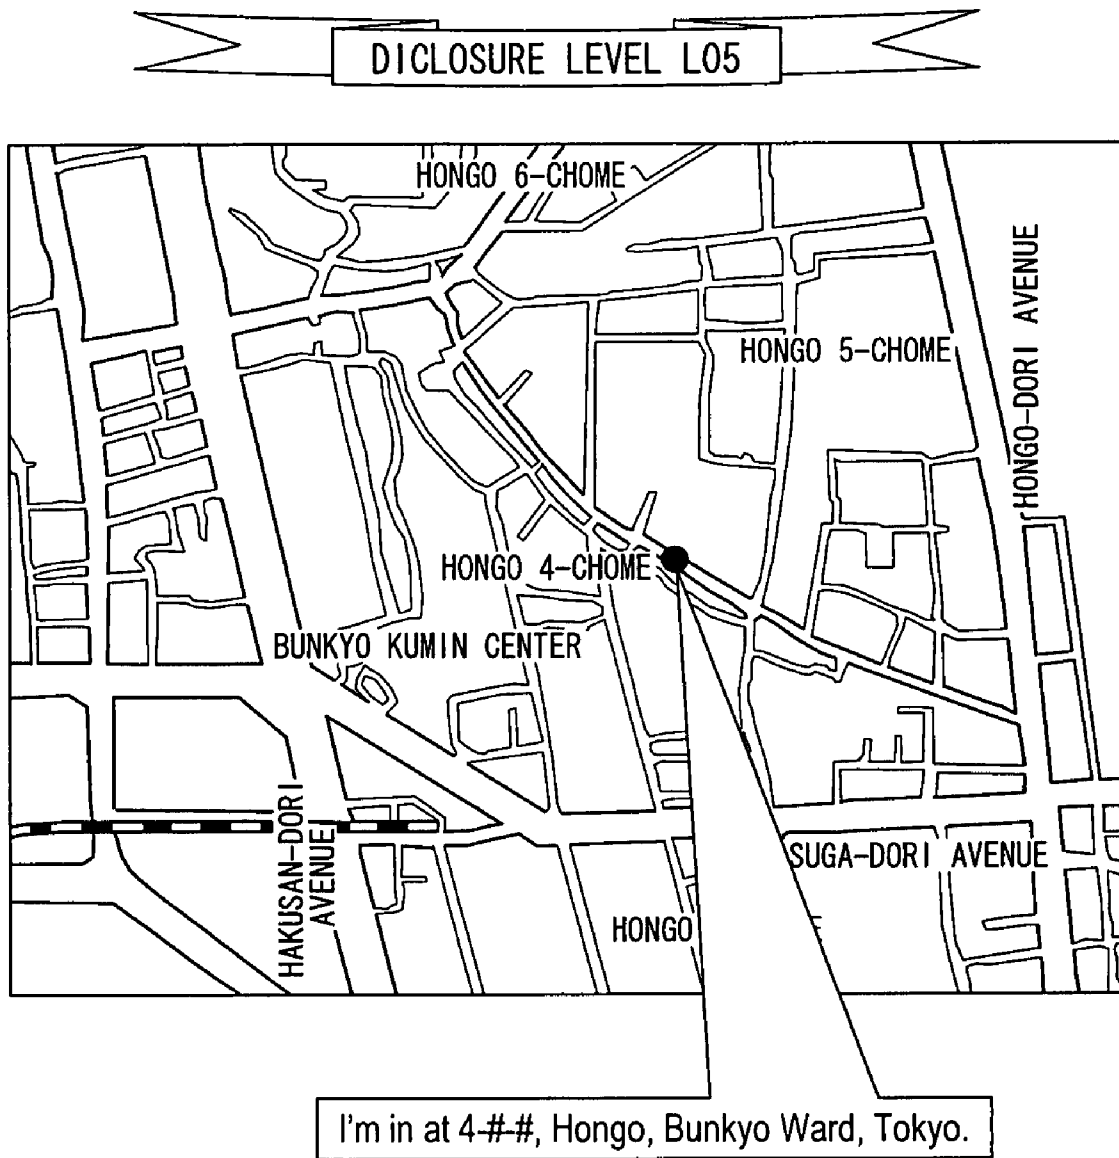 DICLOSURE LEVEL L05
HONGO 6-CHOME
HONGO-DORI AVENUE
HONGO 5-CHOME
HONGO 4-CHOME
BUNKYO KUMIN CENTER
HAKUSAN-DORI
AVENUE
SUGA-DORI AVENUE
HONGO
I'm in at 4-#-#, Hongo, Bunkyo Ward, Tokyo.